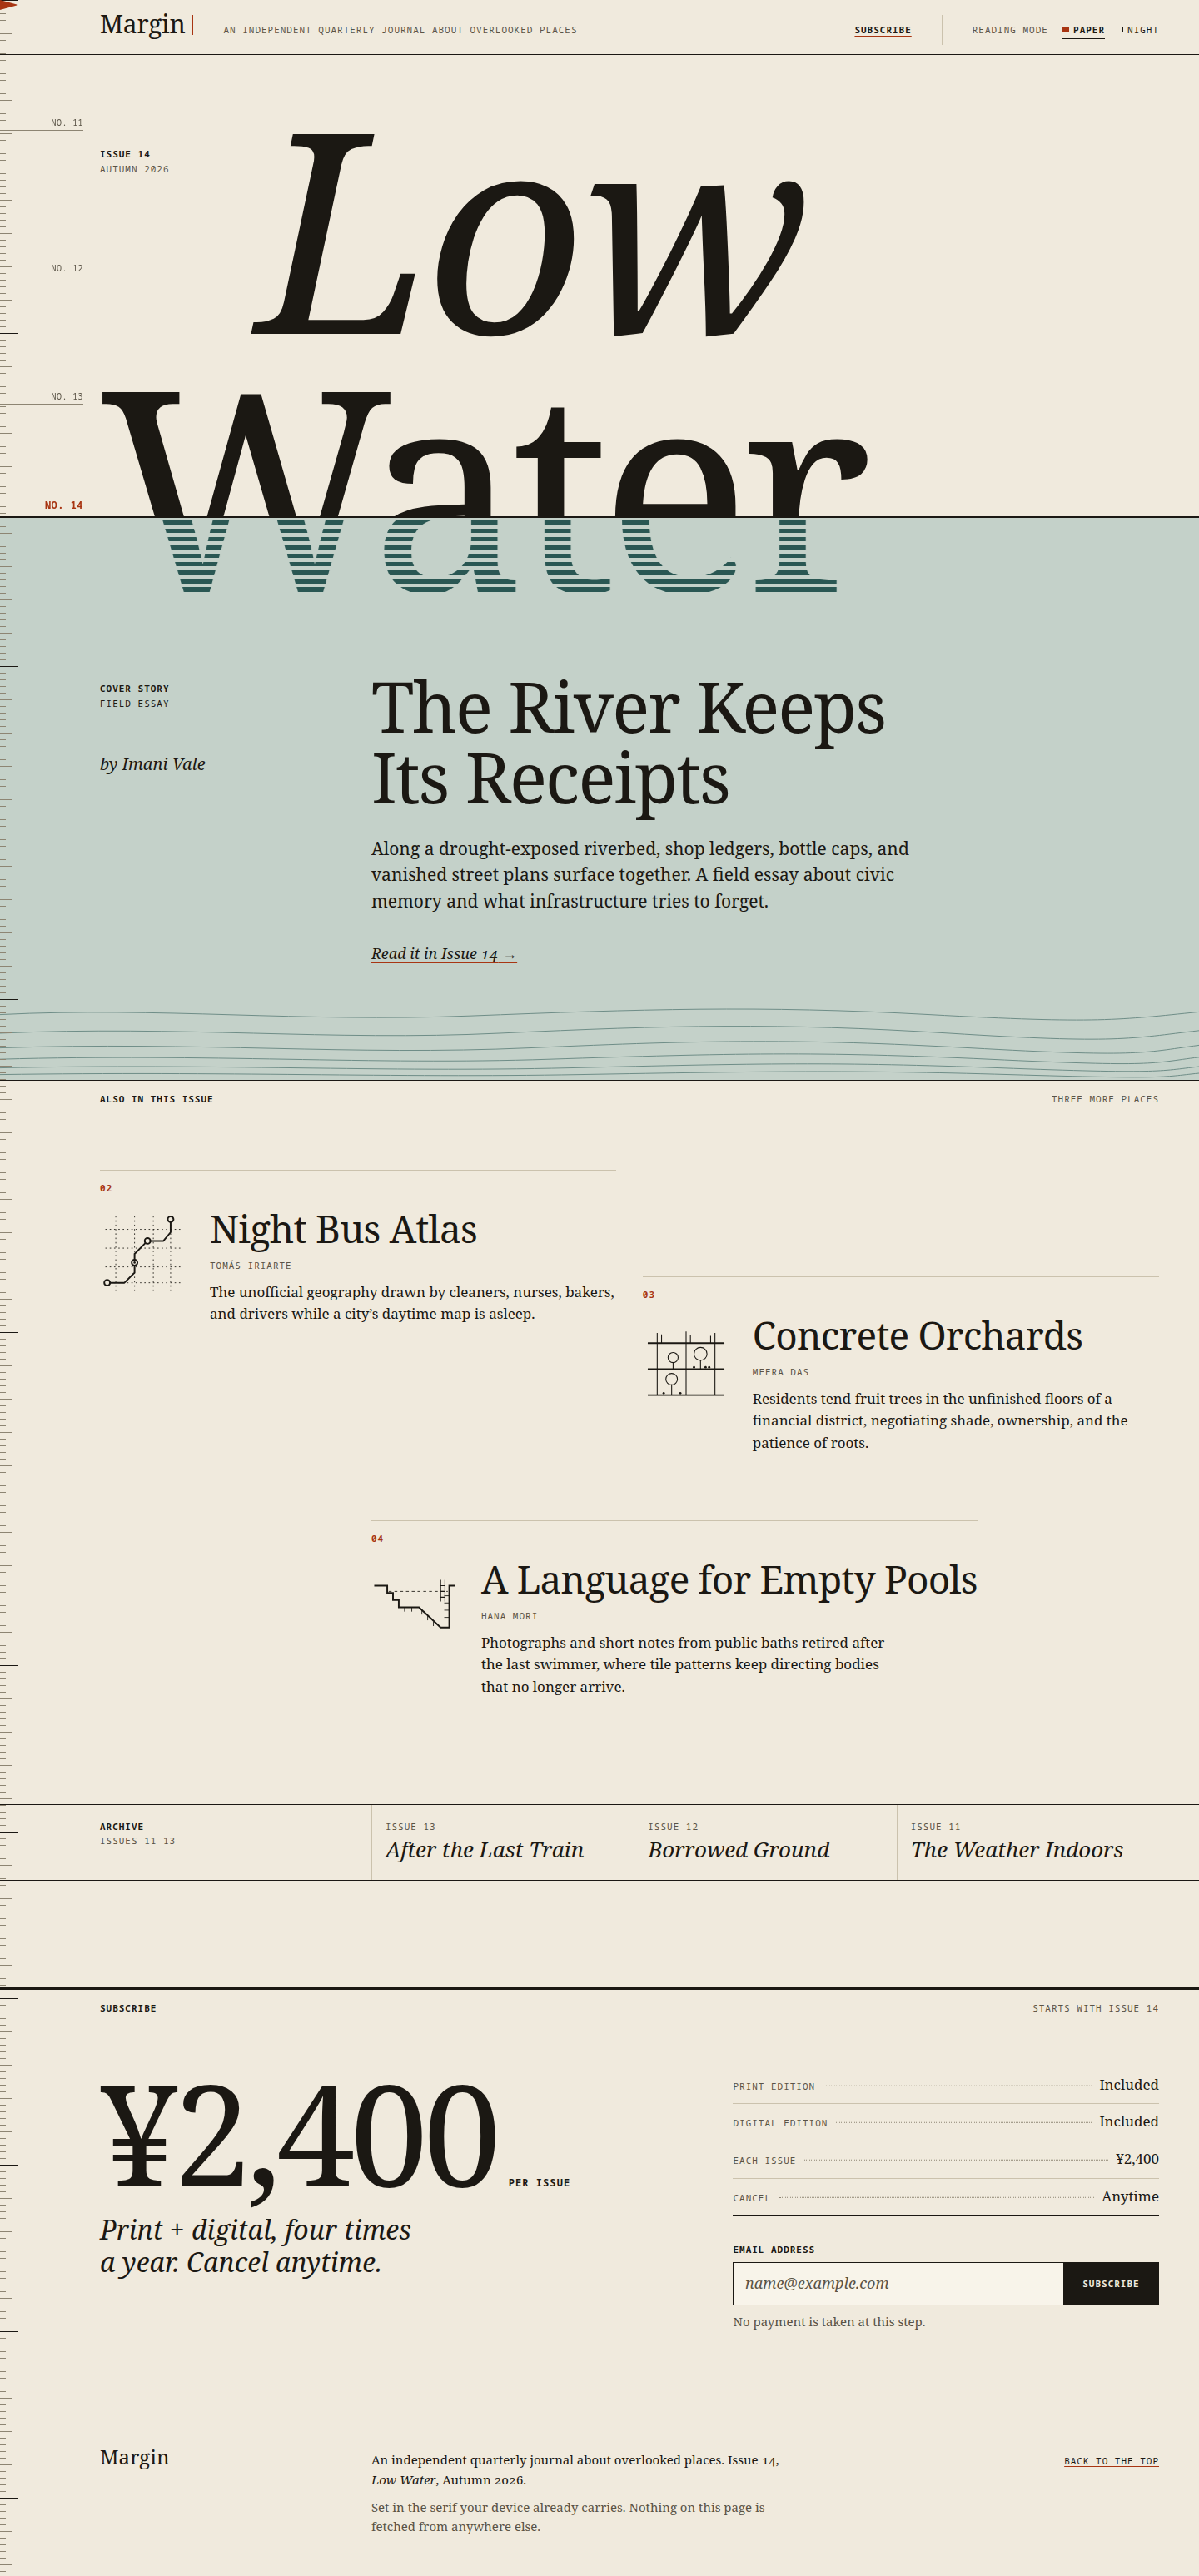 Margin
AN INDEPENDENT QUARTERLY JOURNAL ABOUT OVERLOOKED PLACES
SUBSCRIBE
READING MODE
PAPER
NIGHT
NO. 11
ISSUE 14
AUTUMN 2026
Low
NO. 12
NO. 13
Water
NO. 14
COVER STORY
FIELD ESSAY
by Imani Vale
The River Keeps
Its Receipts
Along a drought-exposed riverbed, shop ledgers, bottle caps, and
vanished street plans surface together. A field essay about civic
memory and what infrastructure tries to forget.
Read it in Issue 14 →
ALSO IN THIS ISSUE
THREE MORE PLACES
02
Night Bus Atlas
TOMÁS IRIARTE
The unofficial geography drawn by cleaners, nurses, bakers,
and drivers while a city’s daytime map is asleep.
03
Concrete Orchards
MEERA DAS
Residents tend fruit trees in the unfinished floors of a
financial district, negotiating shade, ownership, and the
patience of roots.
04
A Language for Empty Pools
HANA MORI
Photographs and short notes from public baths retired after
the last swimmer, where tile patterns keep directing bodies
that no longer arrive.
ARCHIVE
ISSUES 11–13
ISSUE 13
After the Last Train
ISSUE 12
Borrowed Ground
ISSUE 11
The Weather Indoors
SUBSCRIBE
STARTS WITH ISSUE 14
¥2,400 PER ISSUE
Print + digital, four times
a year. Cancel anytime.
PRINT EDITION Included
DIGITAL EDITION Included
EACH ISSUE ¥2,400
CANCEL Anytime
EMAIL ADDRESS
name@example.com
SUBSCRIBE
No payment is taken at this step.
Margin
An independent quarterly journal about overlooked places. Issue 14,
Low Water, Autumn 2026.
Set in the serif your device already carries. Nothing on this page is
fetched from anywhere else.
BACK TO THE TOP